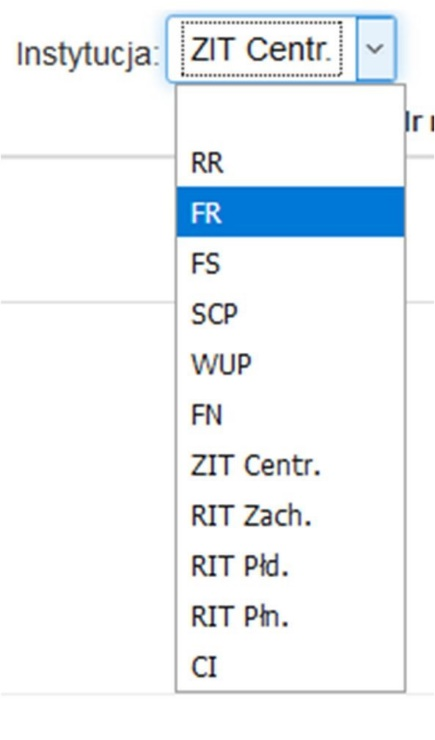 Instytucja: ZIT Centr.
RR
FR
FS
SCP
WUP
FN
ZIT Centr.
RIT Zach.
RIT Płd.
RIT Płn.
CI